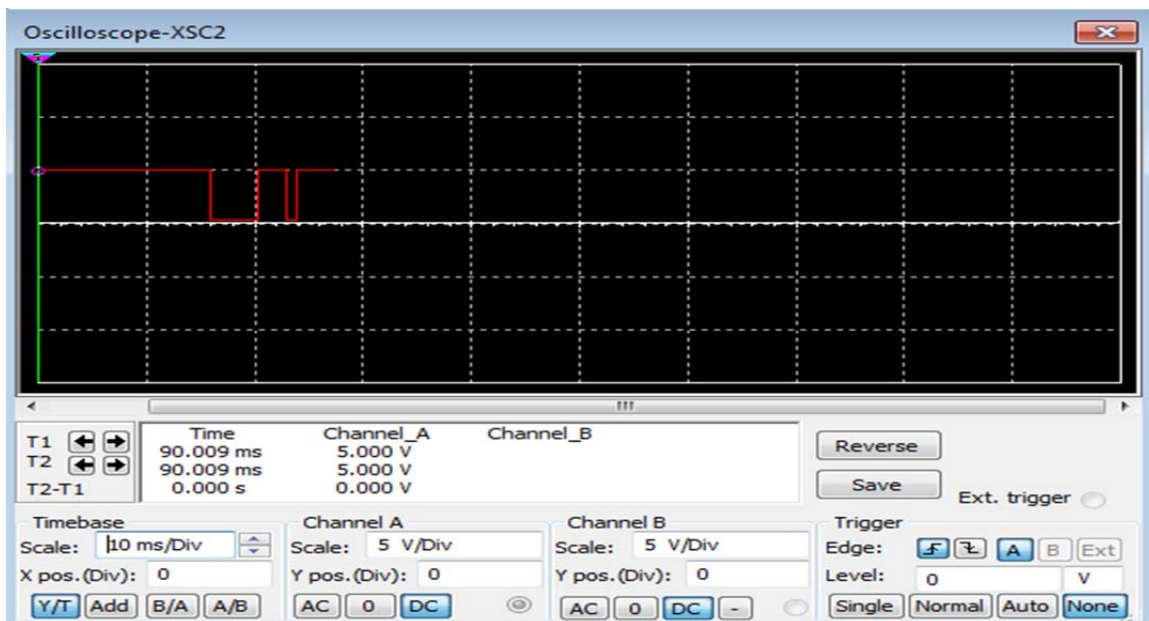 Oscilloscope-XSC2
T1
T2
T2-T1
Time Channel_A Channel_B
90.009 ms 5.000 V
90.009 ms 5.000 V
0.000 s 0.000 V
Reverse
Save
Ext. trigger
Timebase
Scale: 10 ms/Div
X pos.(Div): 0
Y/T Add B/A A/B
Channel A
Scale: 5 V/Div
Y pos.(Div): 0
AC 0 DC
Channel B
Scale: 5 V/Div
Y pos.(Div): 0
AC 0 DC -
Trigger
Edge: A B Ext
Level: 0 V
Single Normal Auto None